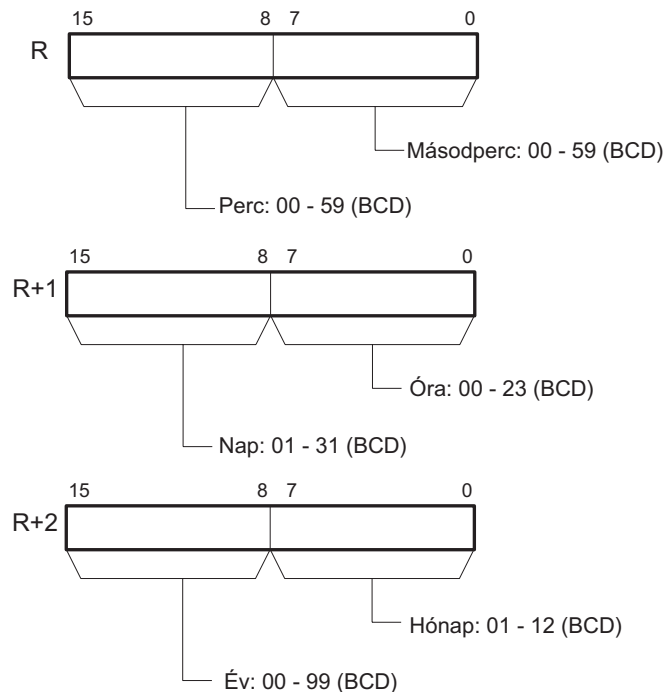 15 8 7 0
R
Másodperc: 00 - 59 (BCD)
Perc: 00 - 59 (BCD)
15 8 7 0
R+1
Óra: 00 - 23 (BCD)
Nap: 01 - 31 (BCD)
15 8 7 0
R+2
Hónap: 01 - 12 (BCD)
Év: 00 - 99 (BCD)